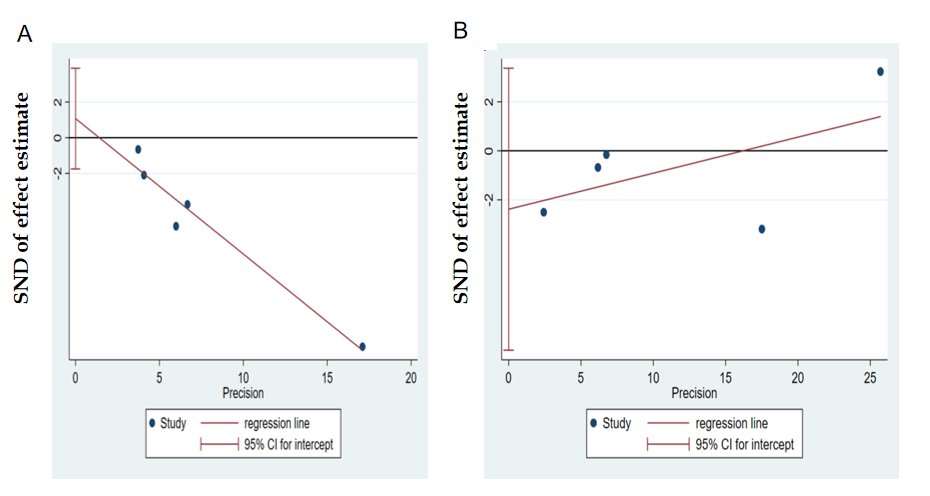 A
SND of effect estimate
2
0
-2
0 5 10 15 20
Precision
Study regression line
95% CI for intercept
B
SND of effect estimate
2
0
-2
0 5 10 15 20 25
Precision
Study regression line
95% CI for intercept